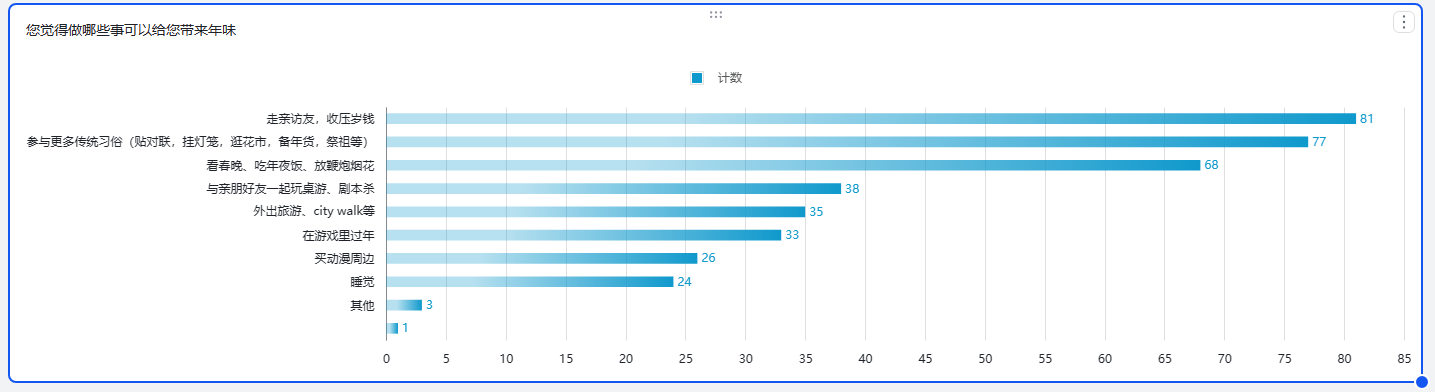 您觉得做哪些事可以给您带来年味
计数
走亲访友，收压岁钱 81
参与更多传统习俗（贴对联，挂灯笼，逛花市，备年货，祭祖等） 77
看春晚、吃年夜饭、放鞭炮烟花 68
与亲朋好友一起玩桌游、剧本杀 38
外出旅游、city walk等 35
在游戏里过年 33
买动漫周边 26
睡觉 24
其他 3
1
0 5 10 15 20 25 30 35 40 45 50 55 60 65 70 75 80 85